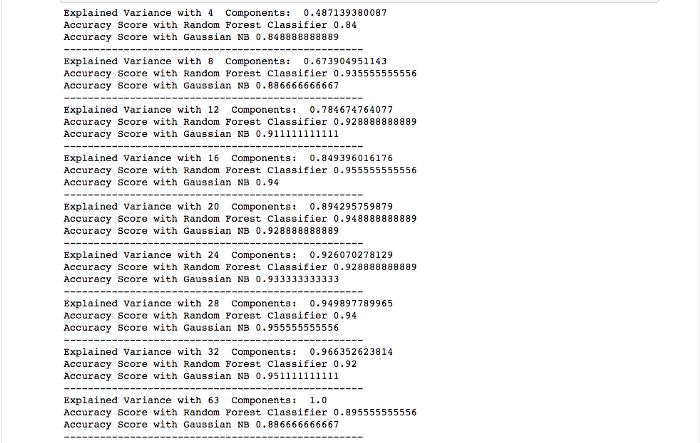 Explained Variance with 4  Components:  0.487139380087
Accuracy Score with Random Forest Classifier 0.84
Accuracy Score with Gaussian NB 0.848888888889
--------------------------------------------------
Explained Variance with 8  Components:  0.673904951143
Accuracy Score with Random Forest Classifier 0.935555555556
Accuracy Score with Gaussian NB 0.886666666667
--------------------------------------------------
Explained Variance with 12  Components:  0.784674764077
Accuracy Score with Random Forest Classifier 0.928888888889
Accuracy Score with Gaussian NB 0.911111111111
--------------------------------------------------
Explained Variance with 16  Components:  0.849396016176
Accuracy Score with Random Forest Classifier 0.955555555556
Accuracy Score with Gaussian NB 0.94
--------------------------------------------------
Explained Variance with 20  Components:  0.894295759879
Accuracy Score with Random Forest Classifier 0.948888888889
Accuracy Score with Gaussian NB 0.928888888889
--------------------------------------------------
Explained Variance with 24  Components:  0.926070278129
Accuracy Score with Random Forest Classifier 0.928888888889
Accuracy Score with Gaussian NB 0.933333333333
--------------------------------------------------
Explained Variance with 28  Components:  0.949897789965
Accuracy Score with Random Forest Classifier 0.94
Accuracy Score with Gaussian NB 0.955555555556
--------------------------------------------------
Explained Variance with 32  Components:  0.966352623814
Accuracy Score with Random Forest Classifier 0.92
Accuracy Score with Gaussian NB 0.951111111111
--------------------------------------------------
Explained Variance with 63  Components:  1.0
Accuracy Score with Random Forest Classifier 0.895555555556
Accuracy Score with Gaussian NB 0.886666666667
--------------------------------------------------